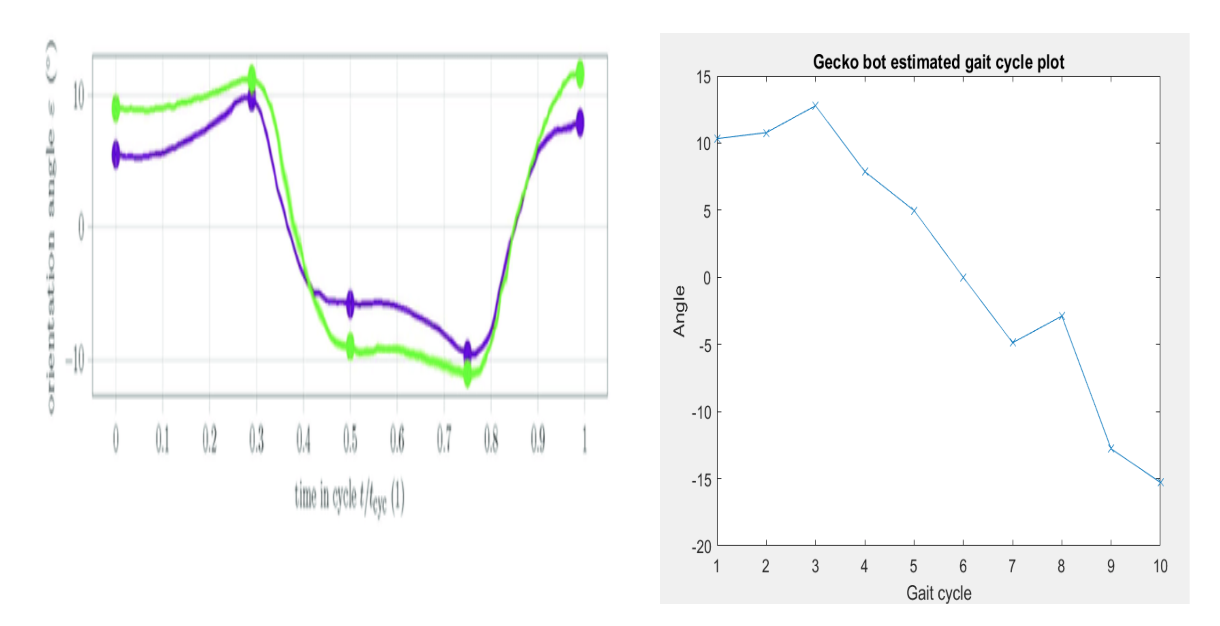 orientation angle ε (°)
10
0
−10
0 0.1 0.2 0.3 0.5 0.6 0.7 0.8 0.9 1
time in cycle t/tcyc (1)
Gecko bot estimated gait cycle plot
Angle
15
10
5
0
-5
-10
-15
-20
1 2 3 4 5 6 7 8 9 10
Gait cycle